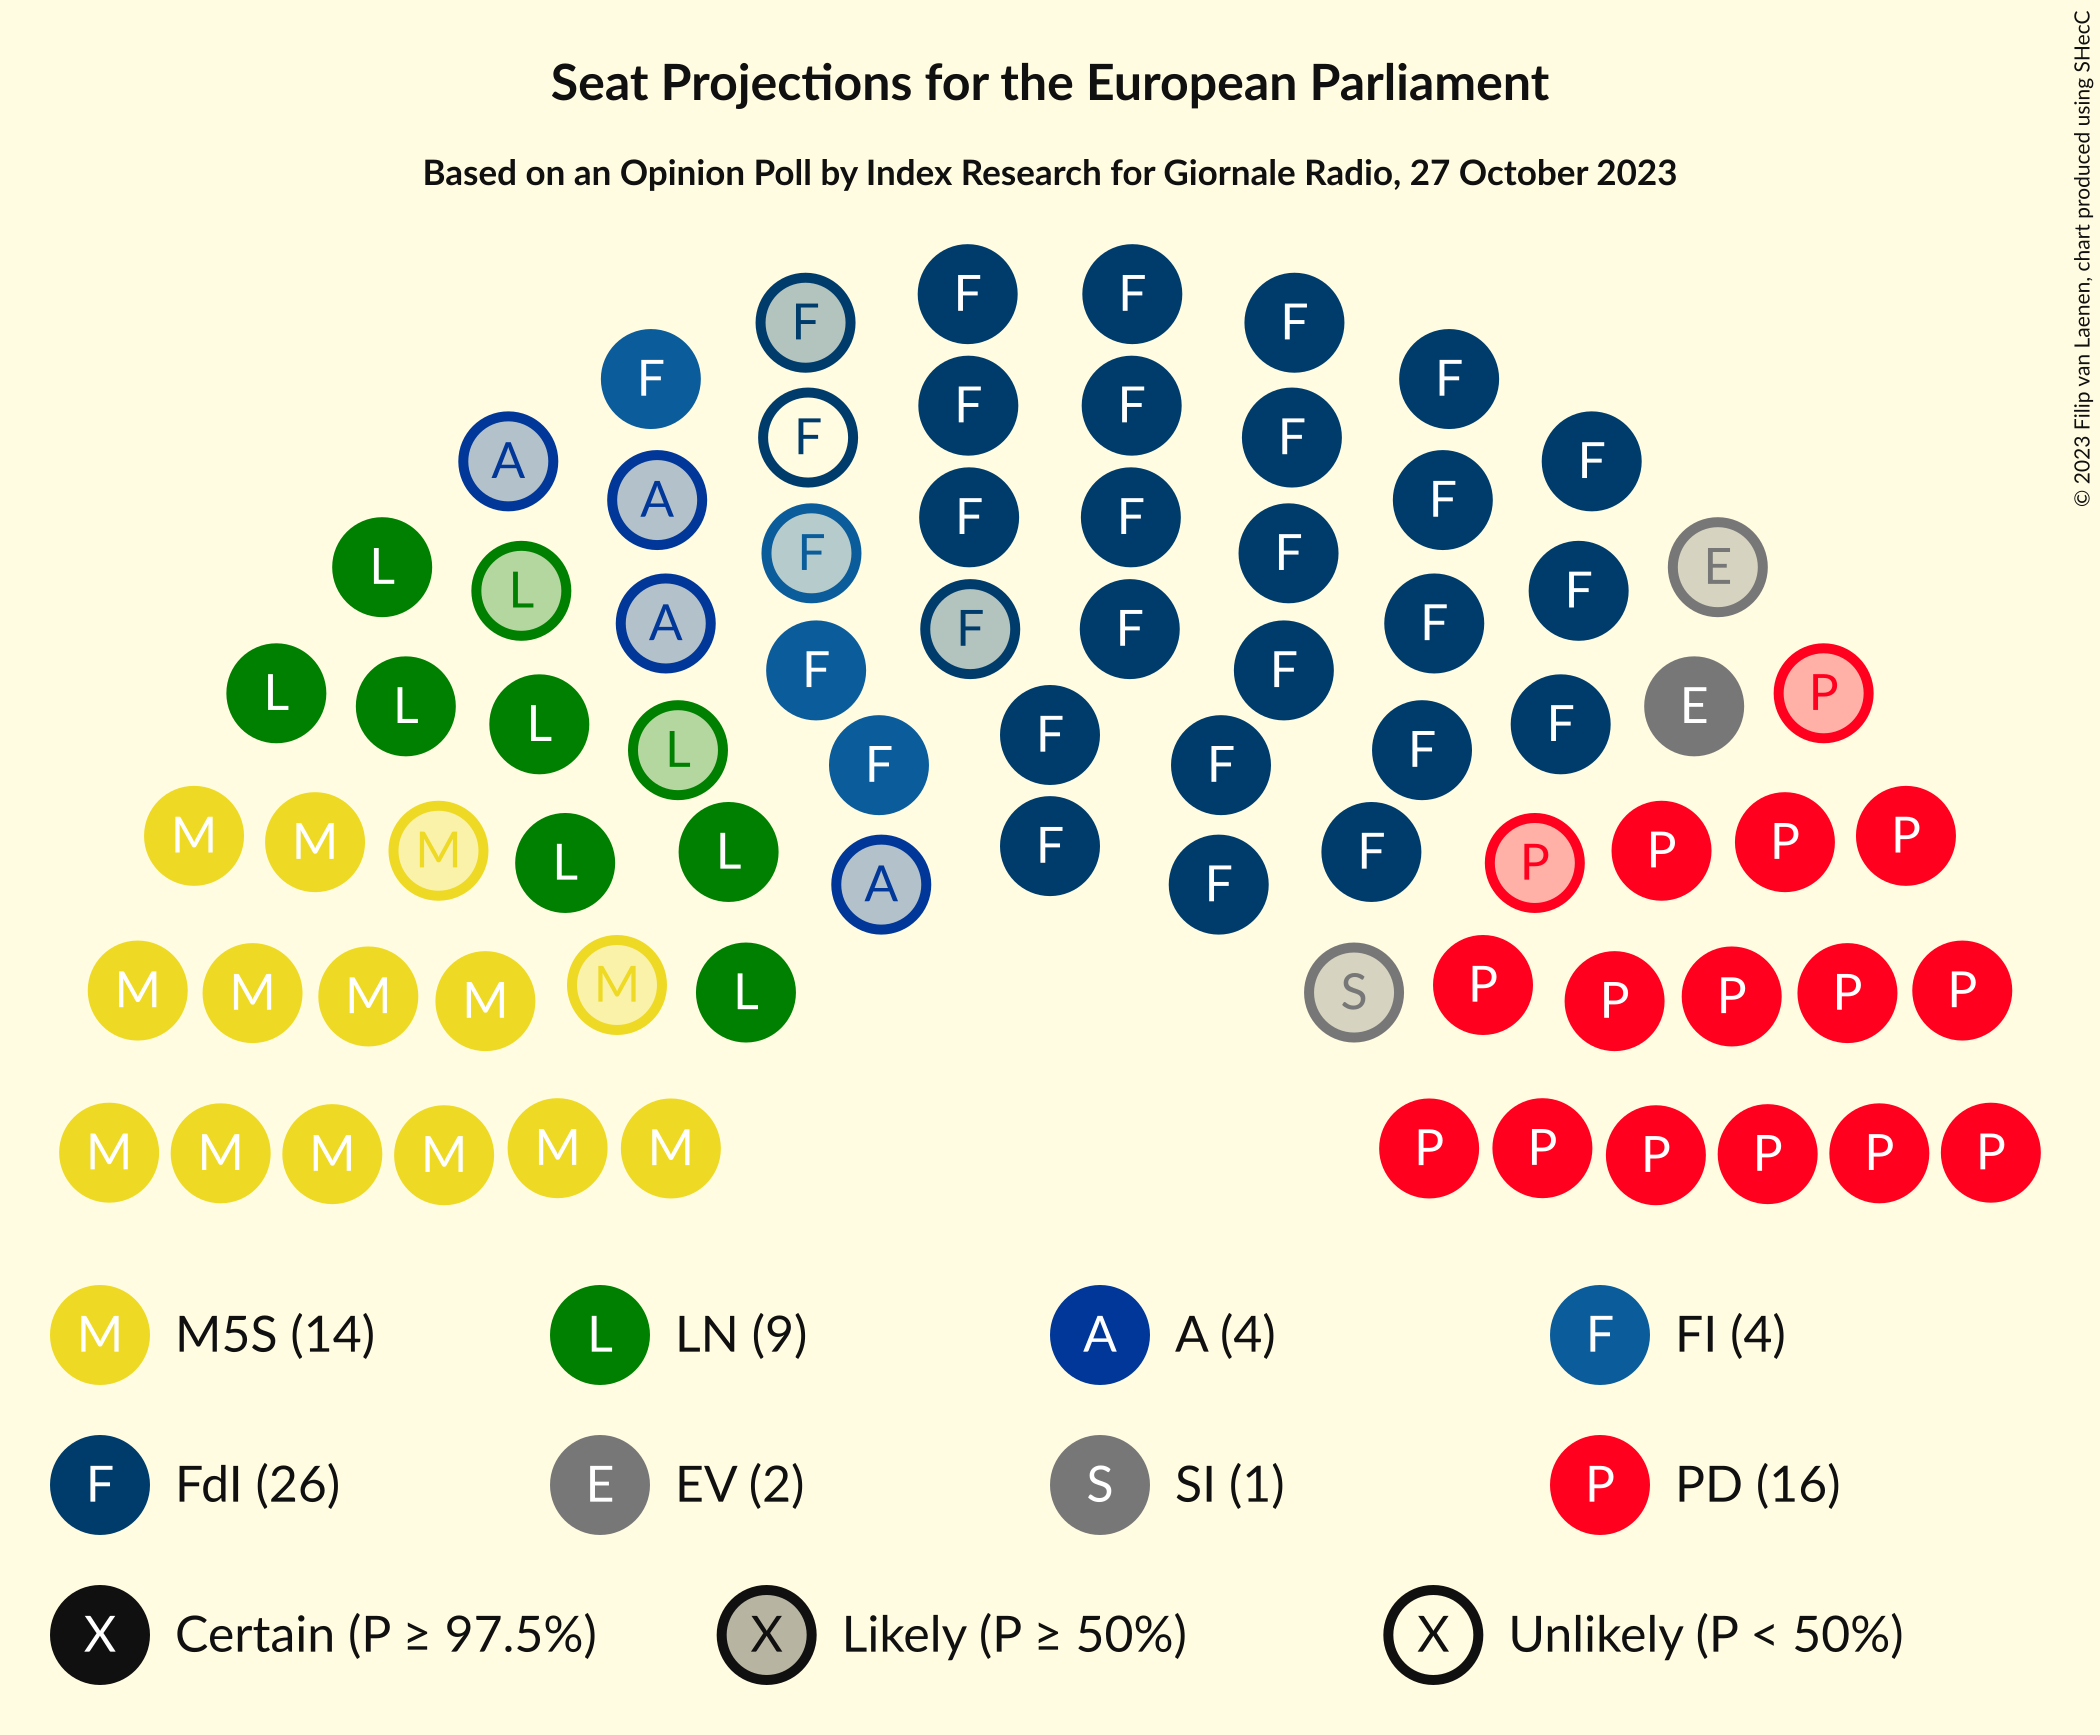 Seat Projections for the European Parliament
Based on an Opinion Poll by Index Research for Giornale Radio, 27 October 2023
© 2023 Filip van Laenen, chart produced using SHecC
F F
F F
F F
F F F F
A F
F F F
A F
L F F F E
L A F
F F F
L L L F E P
L F F
F F F
M M M L L F F P P P P
A F
M M M M M L S P P P P P
M M M M M M P P P P P P
M M5S (14) L LN (9) A A (4) F FI (4)
F FdI (26) E EV (2) S SI (1) P PD (16)
X Certain (P ≥ 97.5%) X Likely (P ≥ 50%) X Unlikely (P < 50%)